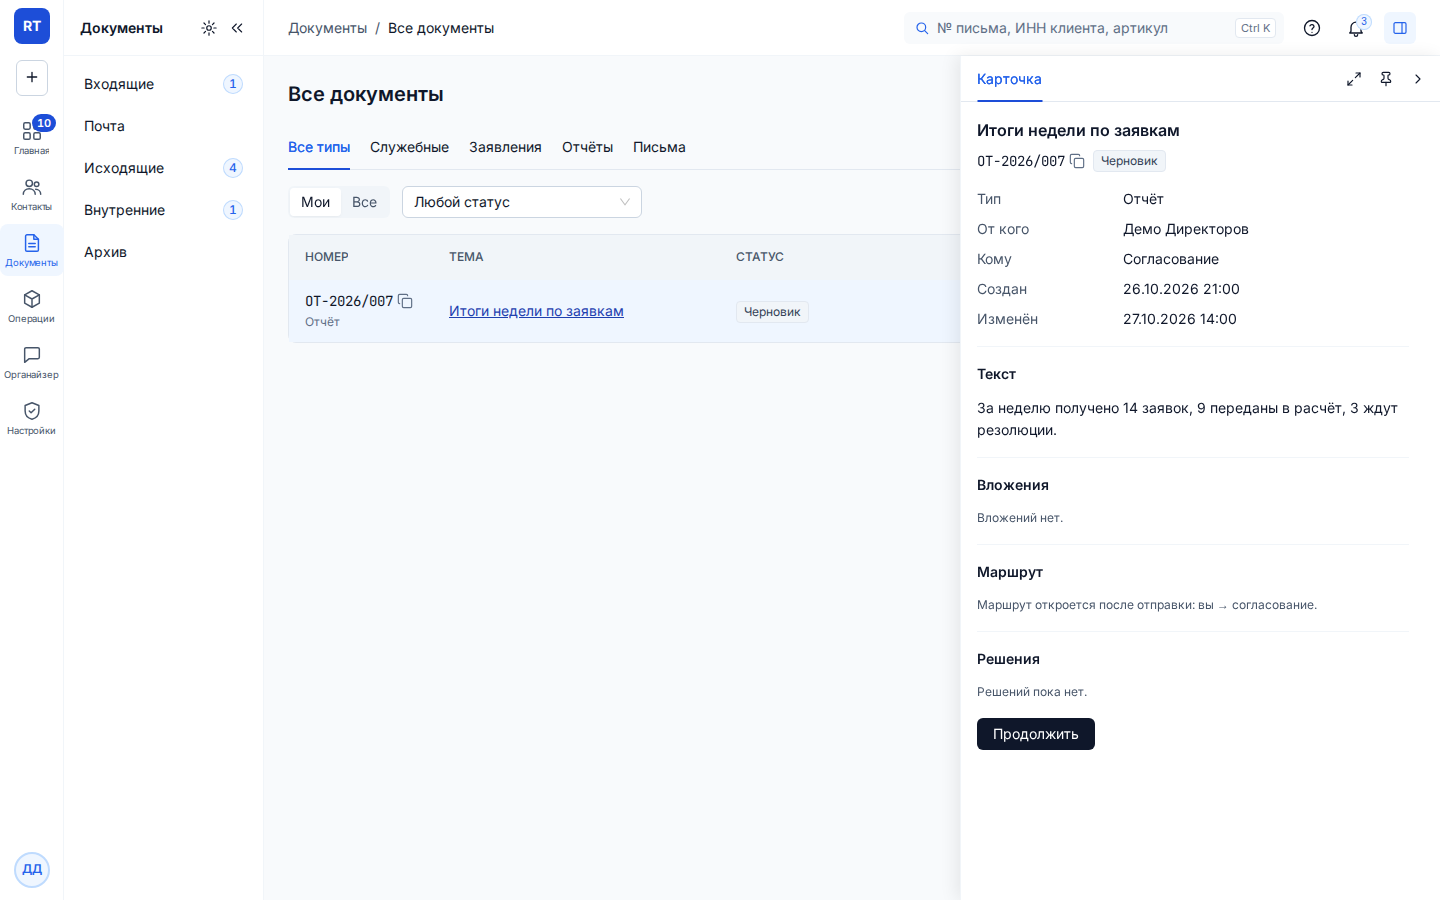 RT
Документы
Документы / Все документы
№ письма, ИНН клиента, артикул
Ctrl K
3
10
Главная
Контакты
Документы
Операции
Органайзер
Настройки
ДД
Входящие 1
Почта
Исходящие 4
Внутренние 1
Архив
Все документы
Все типы Служебные Заявления Отчёты Письма
Мои Все Любой статус
НОМЕР ТЕМА СТАТУС
ОТ-2026/007 Итоги недели по заявкам Черновик
Отчёт
Карточка
Итоги недели по заявкам
ОТ-2026/007 Черновик
Тип Отчёт
От кого Демо Директоров
Кому Согласование
Создан 26.10.2026 21:00
Изменён 27.10.2026 14:00
Текст
За неделю получено 14 заявок, 9 переданы в расчёт, 3 ждут
резолюции.
Вложения
Вложений нет.
Маршрут
Маршрут откроется после отправки: вы → согласование.
Решения
Решений пока нет.
Продолжить